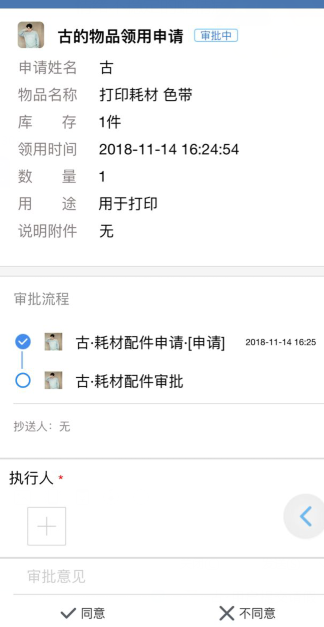 古的物品领用申请 审批中
申请姓名 古
物品名称 打印耗材 色带
库 存 1件
领用时间 2018-11-14 16:24:54
数 量 1
用 途 用于打印
说明附件 无
审批流程
古·耗材配件申请·[申请] 2018-11-14 16:25
古·耗材配件审批
抄送人：无
执行人 *
审批意见
同意 不同意